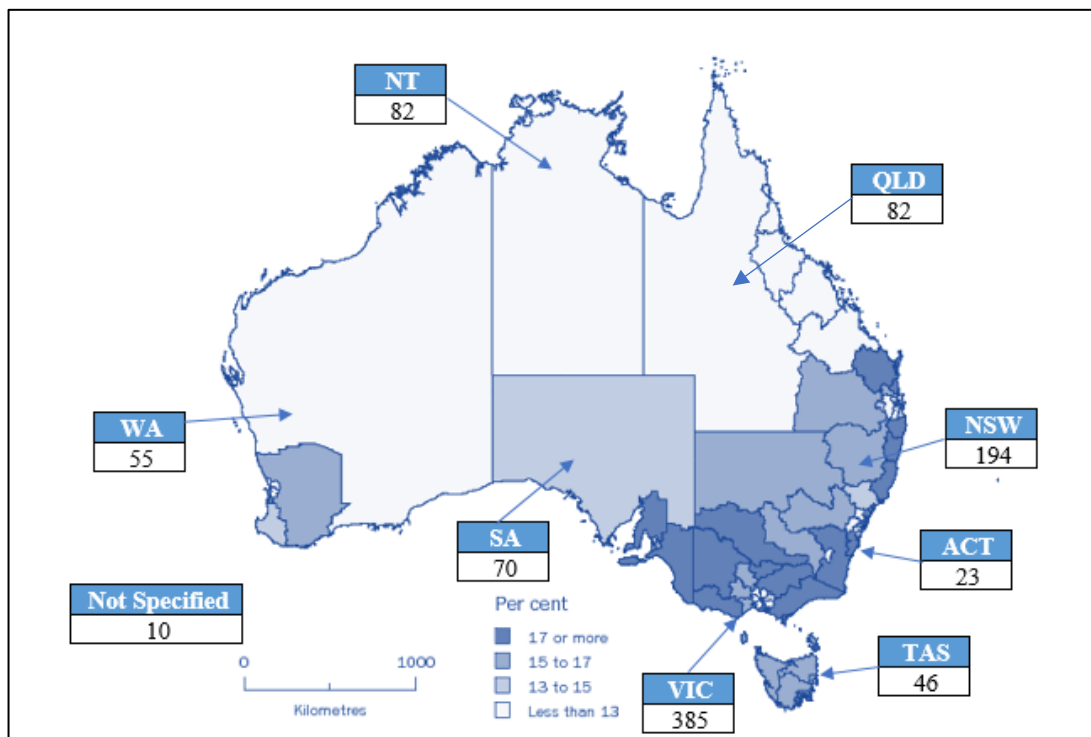 NT
82
QLD
82
WA
55
NSW
194
SA
70
ACT
23
Not Specified
10
Per cent
17 or more
15 to 17
13 to 15
Less than 13
0 1000
Kilometres
TAS
46
VIC
385